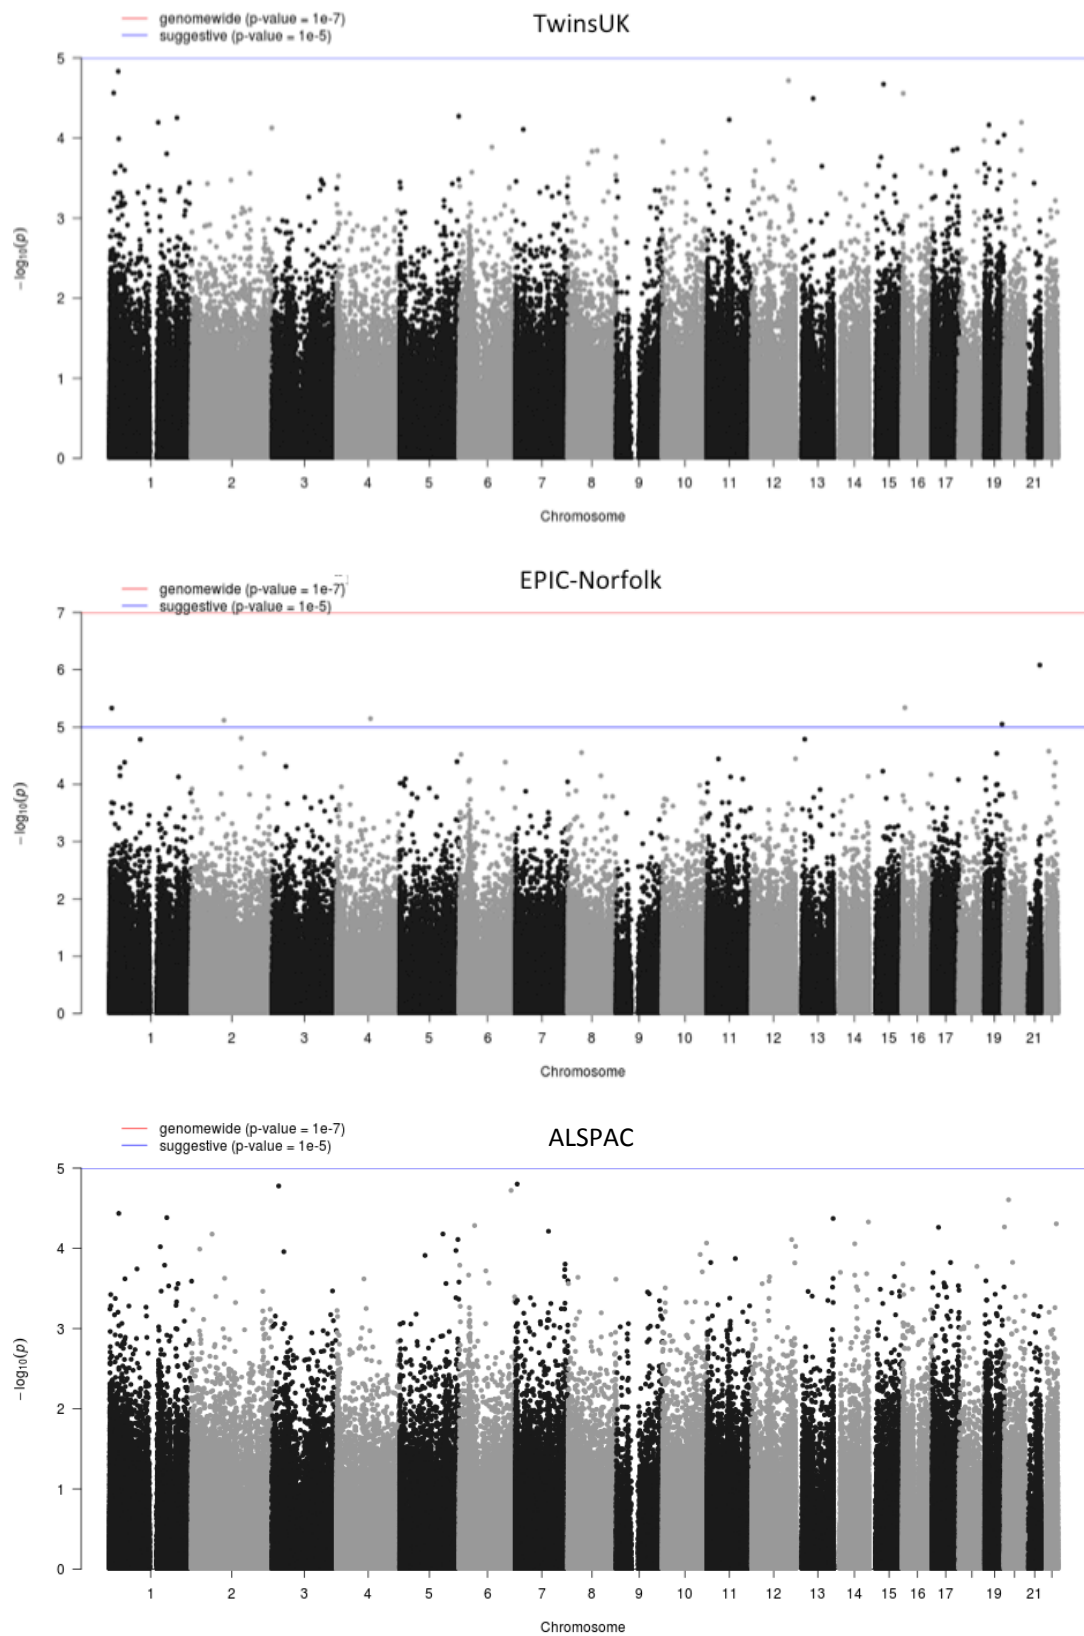 genomewide (p-value = 1e-7)
suggestive (p-value = 1e-5)
TwinsUK
5
4
3
2
1
0
−log10(p)
1 2 3 4 5 6 7 8 9 10 11 12 13 14 15 16 17 19 21
Chromosome
genomewide (p-value = 1e-7)
suggestive (p-value = 1e-5)
EPIC-Norfolk
7
6
5
4
3
2
1
0
−log10(p)
1 2 3 4 5 6 7 8 9 10 11 12 13 14 15 16 17 19 21
Chromosome
genomewide (p-value = 1e-7)
suggestive (p-value = 1e-5)
ALSPAC
5
4
3
2
1
0
−log10(p)
1 2 3 4 5 6 7 8 9 10 11 12 13 14 15 16 17 19 21
Chromosome